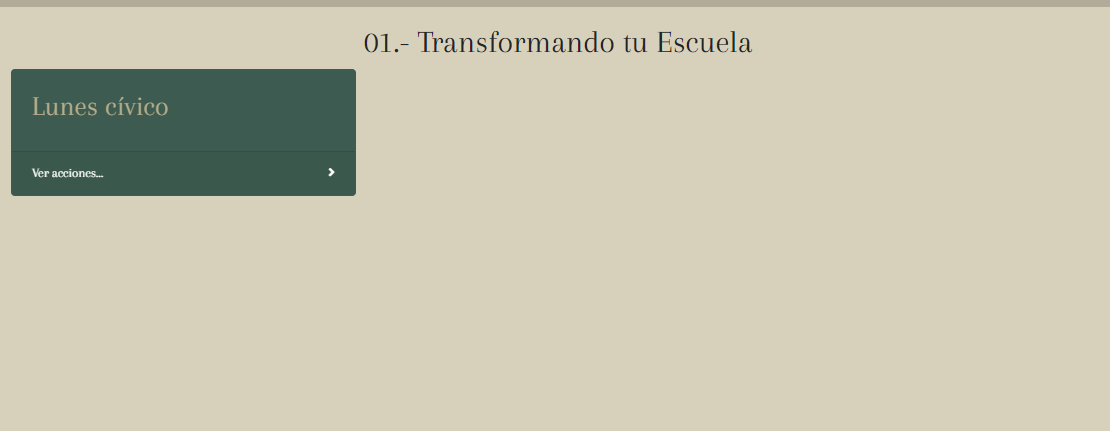 01.- Transformando tu Escuela
Lunes cívico
Ver acciones...